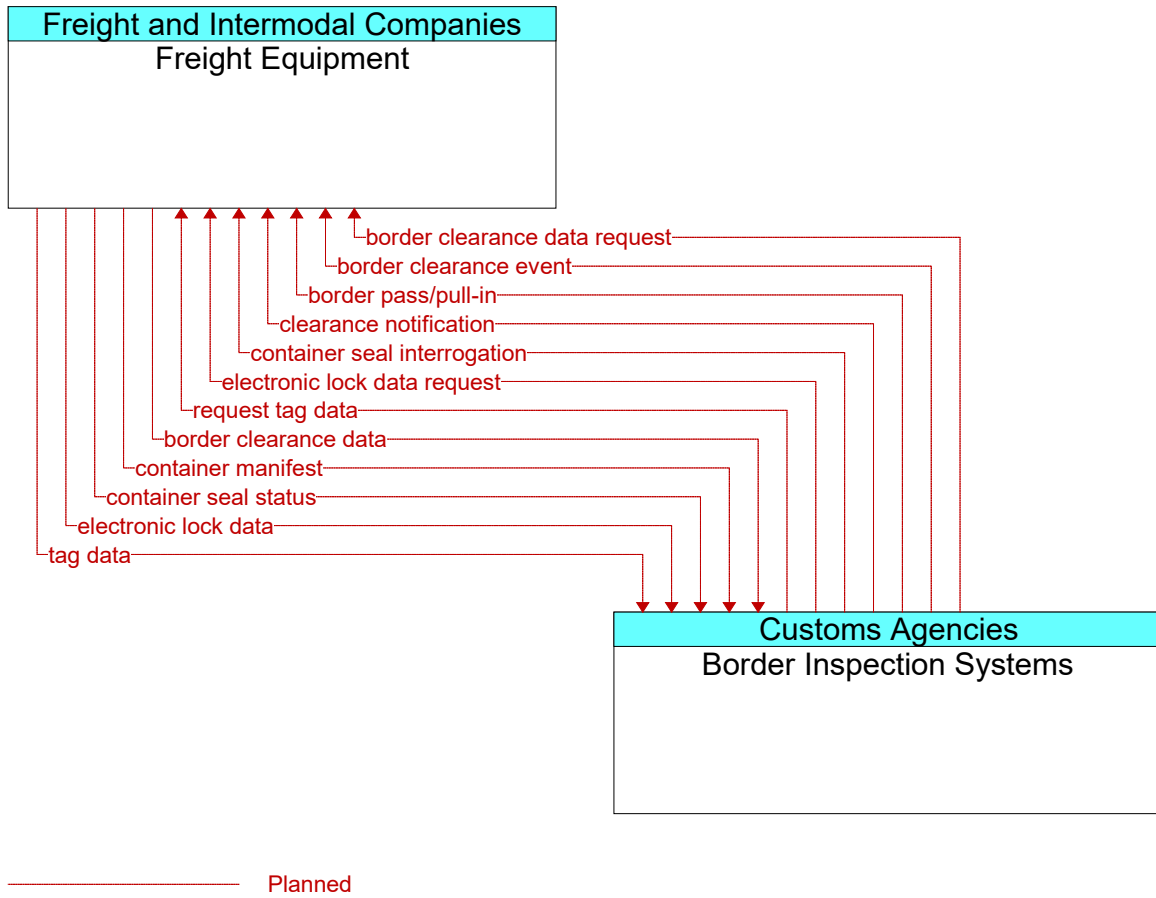 Freight and Intermodal Companies
Freight Equipment
border clearance data request
border clearance event
border pass/pull-in
clearance notification
container seal interrogation
electronic lock data request
request tag data
border clearance data
container manifest
container seal status
electronic lock data
tag data
Customs Agencies
Border Inspection Systems
Planned